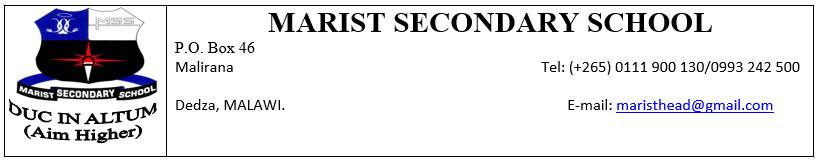 MSS
MARIST SECONDARY SCHOOL
DUC IN ALTUM
(Aim Higher)
MARIST SECONDARY SCHOOL
P.O. Box 46
Malirana Tel: (+265) 0111 900 130/0993 242 500
Dedza, MALAWI. E-mail: maristhead@gmail.com